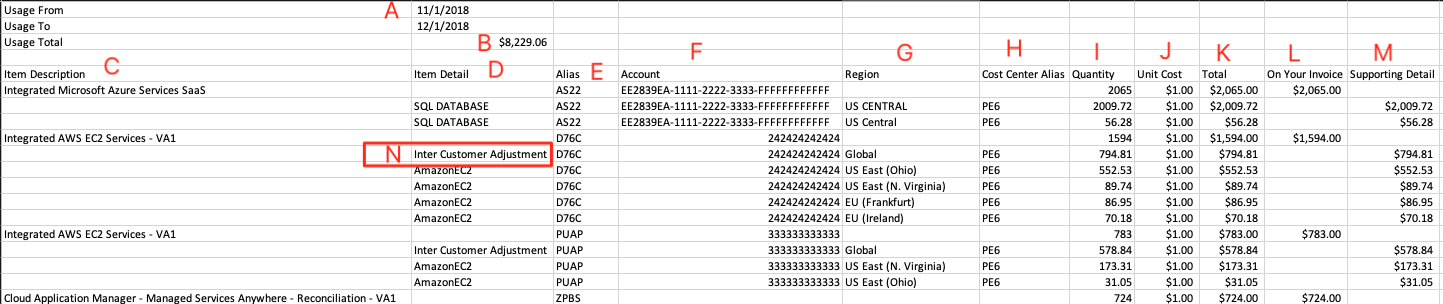 Usage From A 11/1/2018
Usage To 12/1/2018
Usage Total B $8,229.06
C D E F G H I J K L M
Item Description Item Detail Alias Account Region Cost Center Alias Quantity Unit Cost Total On Your Invoice Supporting Detail
Integrated Microsoft Azure Services SaaS AS22 EE2839EA-1111-2222-3333-FFFFFFFFFFFF 2065 $1.00 $2,065.00 $2,065.00
SQL DATABASE AS22 EE2839EA-1111-2222-3333-FFFFFFFFFFFF US CENTRAL PE6 2009.72 $1.00 $2,009.72 $2,009.72
SQL DATABASE AS22 EE2839EA-1111-2222-3333-FFFFFFFFFFFF US Central PE6 56.28 $1.00 $56.28 $56.28
Integrated AWS EC2 Services - VA1 D76C 242424242424 1594 $1.00 $1,594.00 $1,594.00
N Inter Customer Adjustment D76C 242424242424 Global PE6 794.81 $1.00 $794.81 $794.81
AmazonEC2 D76C 242424242424 US East (Ohio) PE6 552.53 $1.00 $552.53 $552.53
AmazonEC2 D76C 242424242424 US East (N. Virginia) PE6 89.74 $1.00 $89.74 $89.74
AmazonEC2 D76C 242424242424 EU (Frankfurt) PE6 86.95 $1.00 $86.95 $86.95
AmazonEC2 D76C 242424242424 EU (Ireland) PE6 70.18 $1.00 $70.18 $70.18
Integrated AWS EC2 Services - VA1 PUAP 333333333333 783 $1.00 $783.00 $783.00
Inter Customer Adjustment PUAP 333333333333 Global PE6 578.84 $1.00 $578.84 $578.84
AmazonEC2 PUAP 333333333333 US East (N. Virginia) PE6 173.31 $1.00 $173.31 $173.31
AmazonEC2 PUAP 333333333333 US East (Ohio) PE6 31.05 $1.00 $31.05 $31.05
Cloud Application Manager - Managed Services Anywhere - Reconciliation - VA1 ZPBS 724 $1.00 $724.00 $724.00